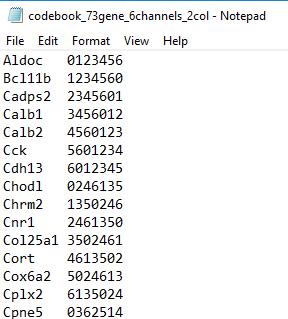 codebook_73gene_6channels_2col - Notepad
File Edit Format View Help
Aldoc 0123456
Bcl11b 1234560
Cadps2 2345601
Calb1 3456012
Calb2 4560123
Cck 5601234
Cdh13 6012345
Chodl 0246135
Chrm2 1350246
Cnr1 2461350
Col25a1 3502461
Cort 4613502
Cox6a2 5024613
Cplx2 6135024
Cpne5 0362514